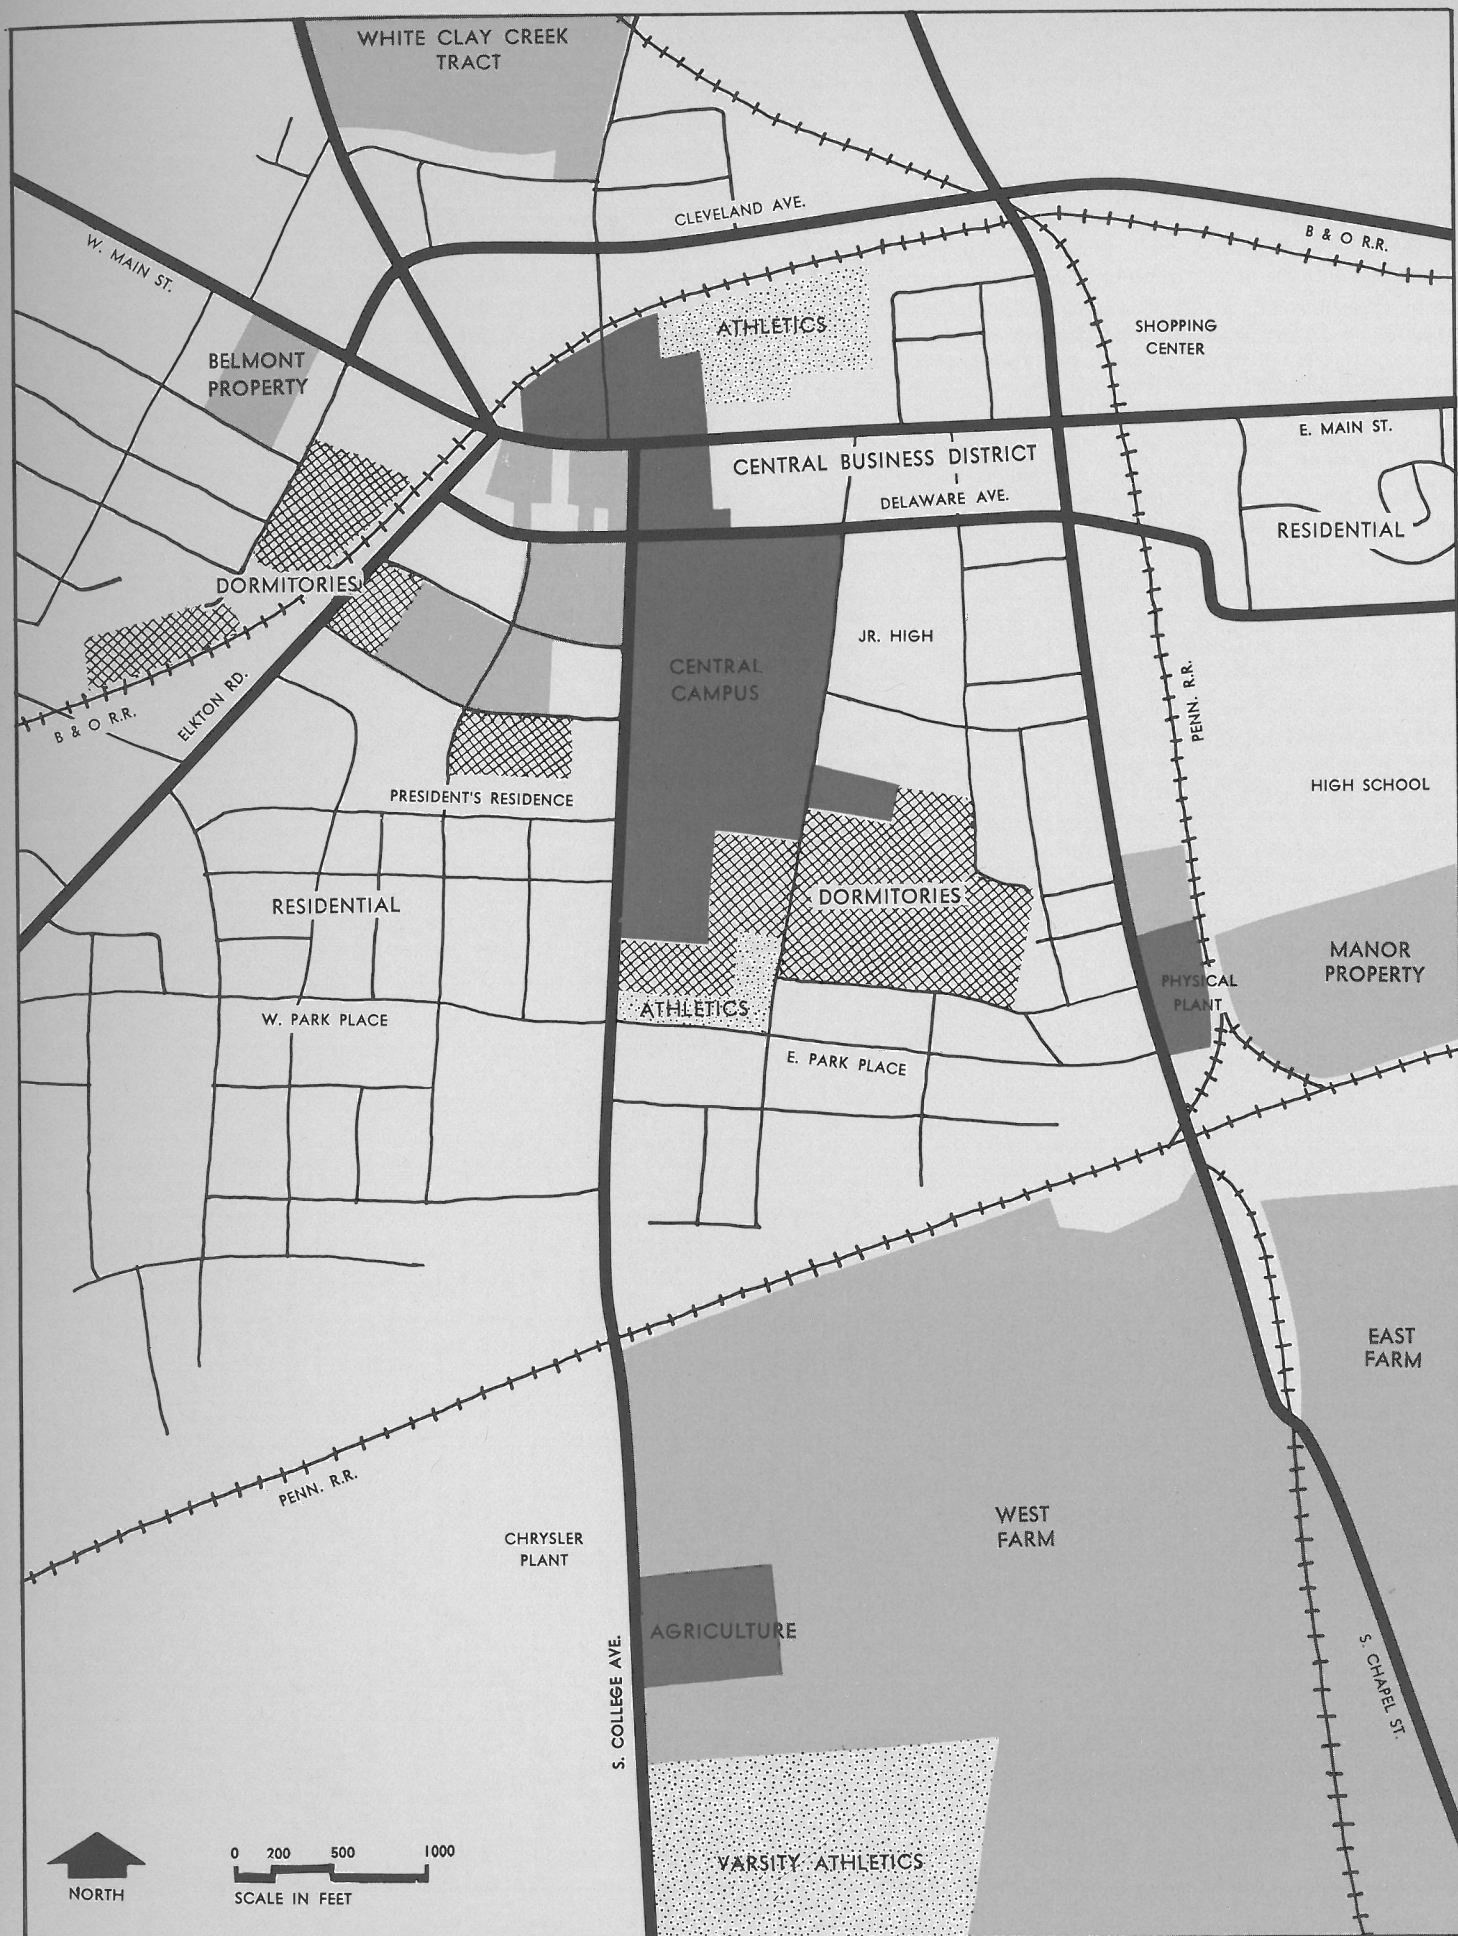 WHITE CLAY CREEK
TRACT
CLEVELAND AVE.
W. MAIN ST.
B & O R.R.
ATHLETICS
SHOPPING
CENTER
BELMONT
PROPERTY
E. MAIN ST.
CENTRAL BUSINESS DISTRICT
DELAWARE AVE.
RESIDENTIAL
DORMITORIES
JR. HIGH
CENTRAL
CAMPUS
ELKTON RD.
B & O R.R.
PENN. R.R.
HIGH SCHOOL
PRESIDENT'S RESIDENCE
DORMITORIES
RESIDENTIAL
MANOR
PROPERTY
PHYSICAL
PLANT
ATHLETICS
W. PARK PLACE
E. PARK PLACE
EAST
FARM
PENN. R.R.
WEST
FARM
CHRYSLER
PLANT
AGRICULTURE
S. COLLEGE AVE.
S. CHAPEL ST.
VARSITY ATHLETICS
0 200 500 1000
SCALE IN FEET
NORTH